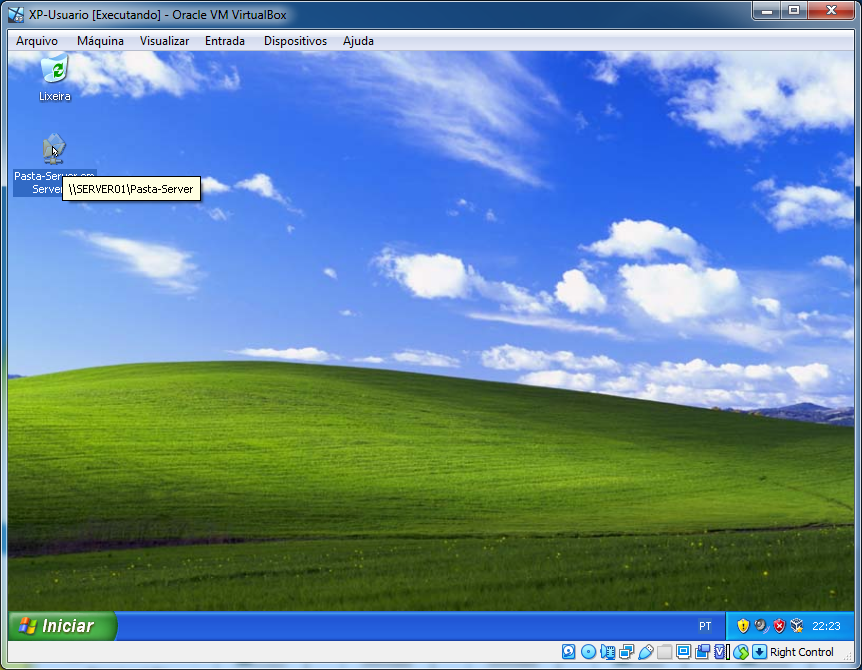 XP-Usuario [Executando] - Oracle VM VirtualBox
Arquivo Máquina Visualizar Entrada Dispositivos Ajuda
Lixeira
Pasta-Server em
Server
\\SERVER01\Pasta-Server
Iniciar
PT
22:23
Right Control